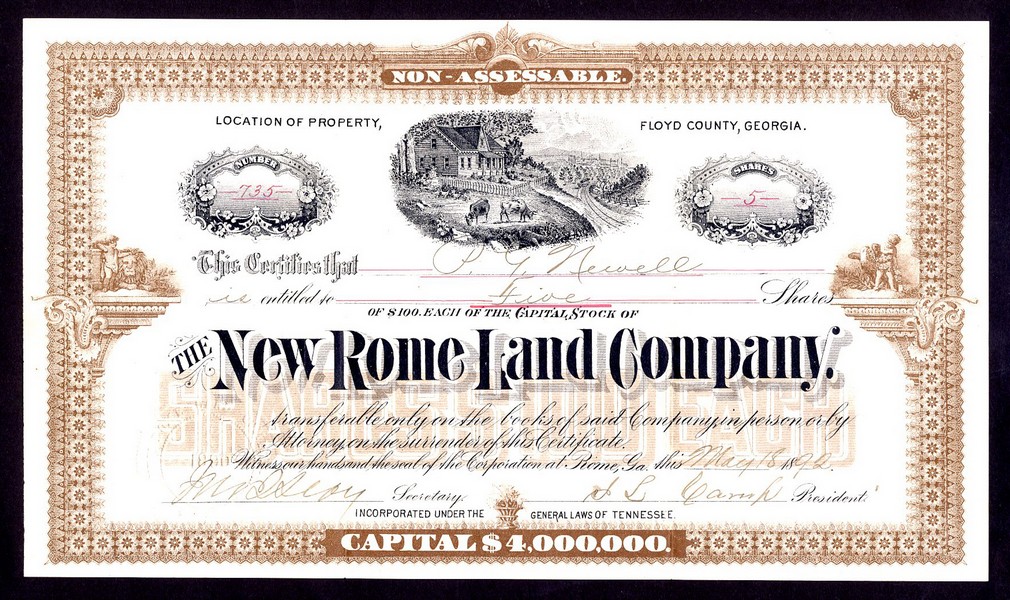 NON-ASSESSABLE.
LOCATION OF PROPERTY, FLOYD COUNTY, GEORGIA.
NUMBER SHARES
735 5
This Certifies that P. G. Newell
is entitled to Five Shares
OF $100. EACH OF THE CAPITAL STOCK OF
THE New Rome Land Company.
SHARES $100 EACH
transferable only on the books of said Company in person or by
Attorney, on the surrender of this Certificate.
Witness our hands and the seal of the Corporation at Rome, Ga. this May 18 1892.
Secretary. President.
INCORPORATED UNDER THE GENERAL LAWS OF TENNESSEE.
CAPITAL $4,000,000.